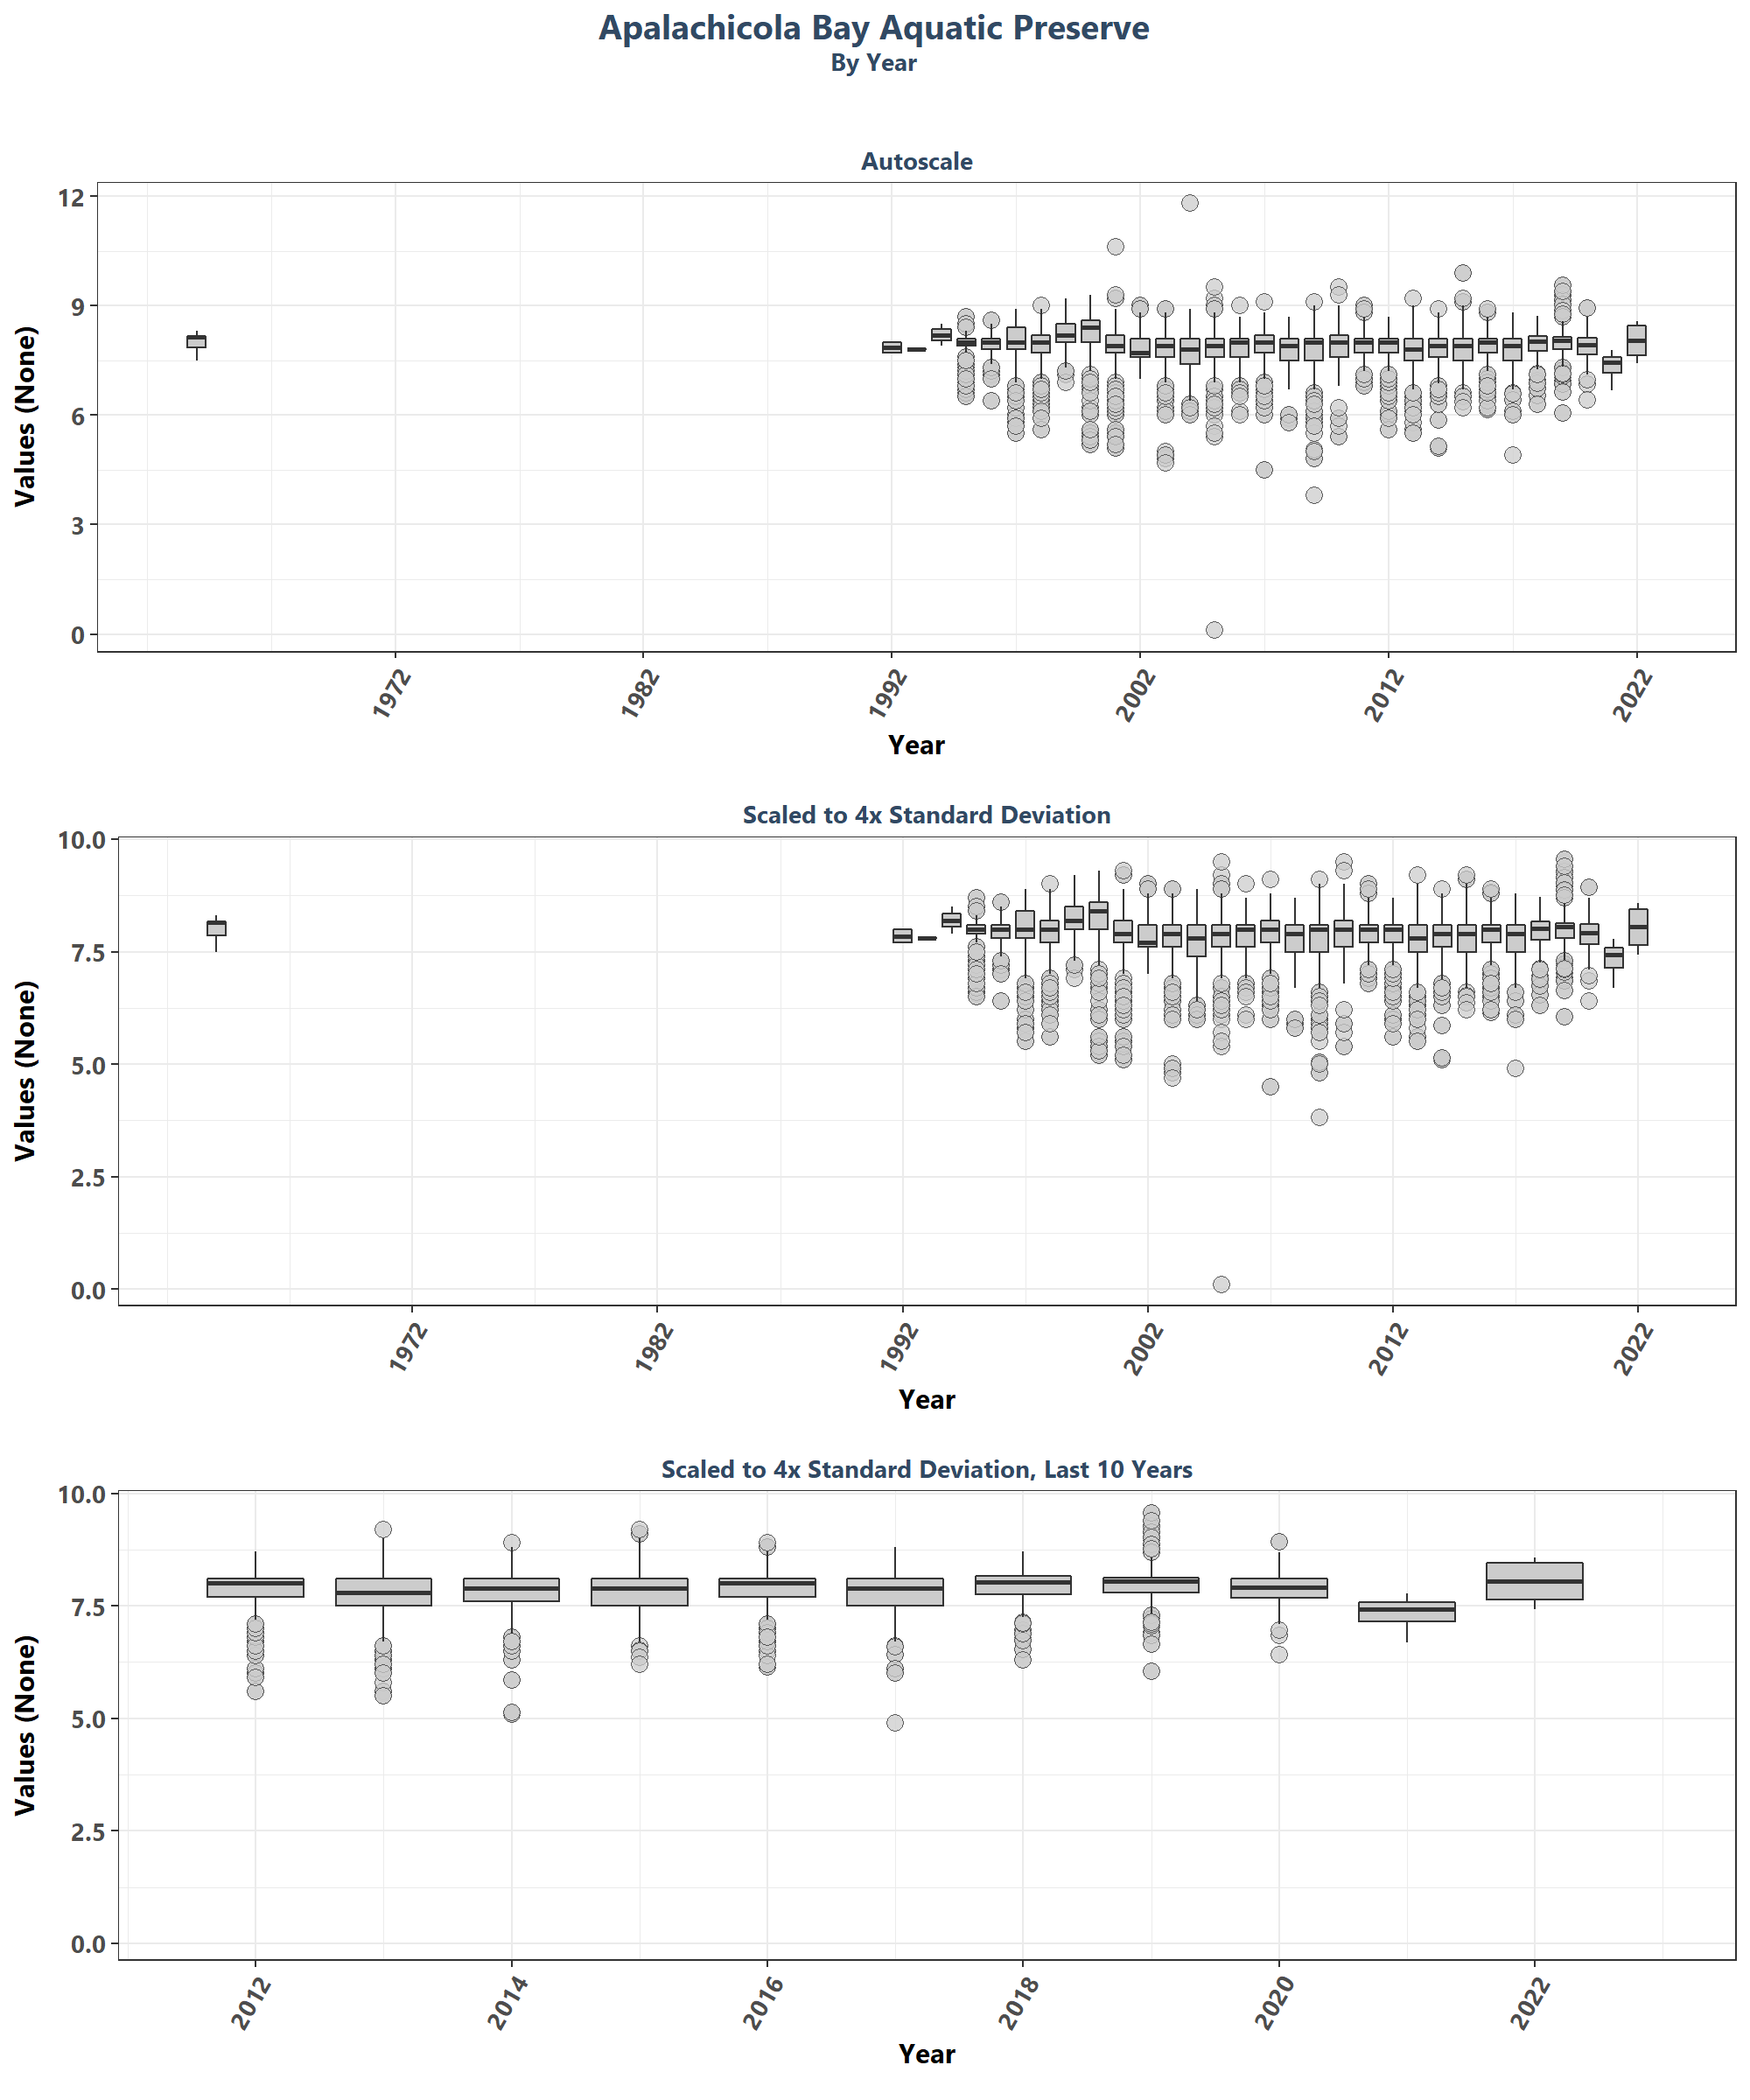 Apalachicola Bay Aquatic Preserve
By Year
Autoscale
Values (None)
12
9
6
3
0
1972 1982 1992 2002 2012 2022
Year
Scaled to 4x Standard Deviation
Values (None)
10.0
7.5
5.0
2.5
0.0
1972 1982 1992 2002 2012 2022
Year
Scaled to 4x Standard Deviation, Last 10 Years
Values (None)
10.0
7.5
5.0
2.5
0.0
2012 2014 2016 2018 2020 2022
Year